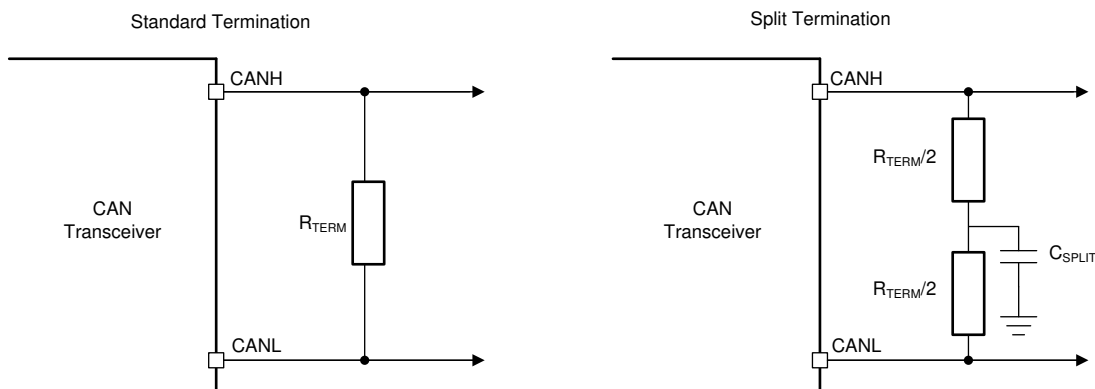 Standard Termination
CANH
CAN
Transceiver
RTERM
CANL
Split Termination
CANH
RTERM/2
CAN
Transceiver
CSPLIT
RTERM/2
CANL